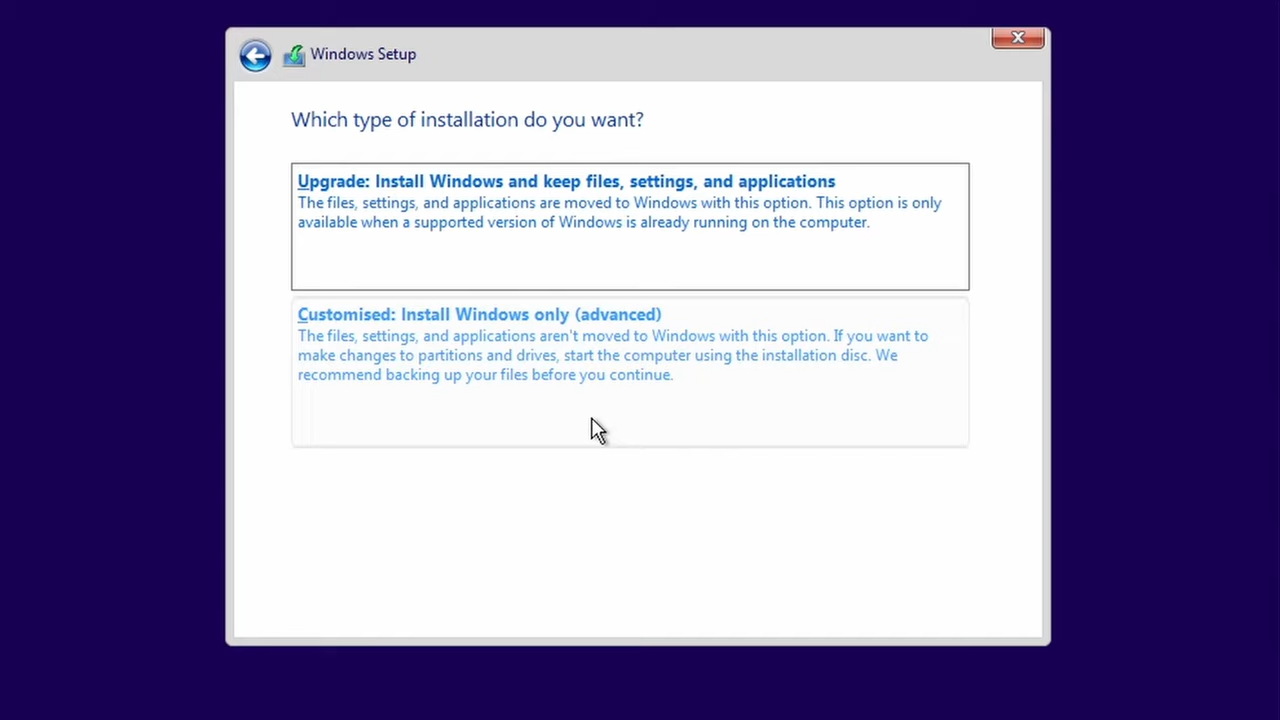 Windows Setup
Which type of installation do you want?
Upgrade: Install Windows and keep files, settings, and applications
The files, settings, and applications are moved to Windows with this option. This option is only
available when a supported version of Windows is already running on the computer.
Customised: Install Windows only (advanced)
The files, settings, and applications aren't moved to Windows with this option. If you want to
make changes to partitions and drives, start the computer using the installation disc. We
recommend backing up your files before you continue.